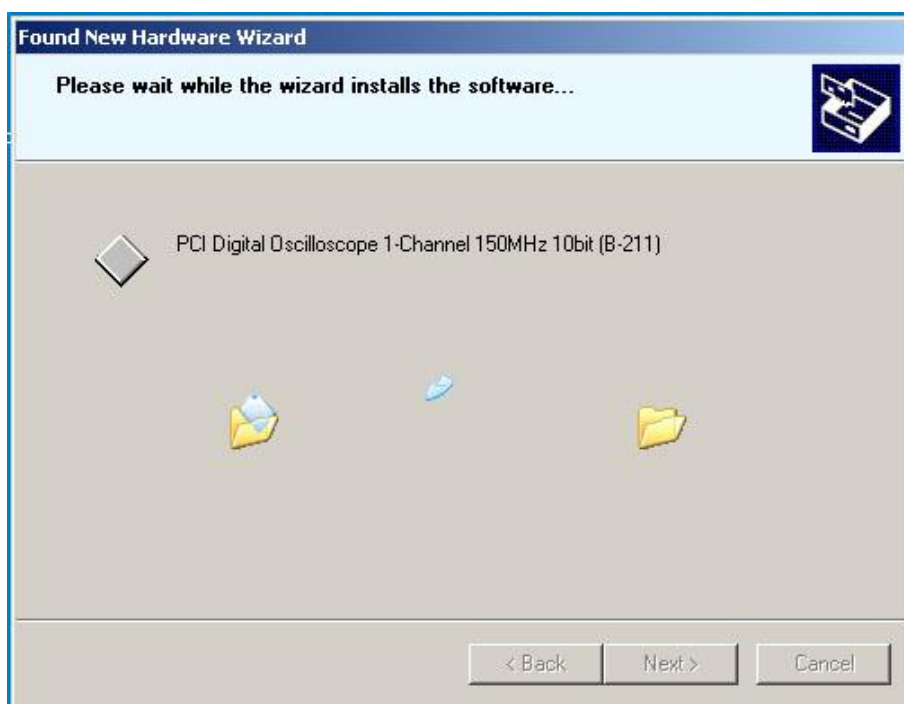 Found New Hardware Wizard
Please wait while the wizard installs the software...
PCI Digital Oscilloscope 1-Channel 150MHz 10bit (B-211)
< Back
Next >
Cancel